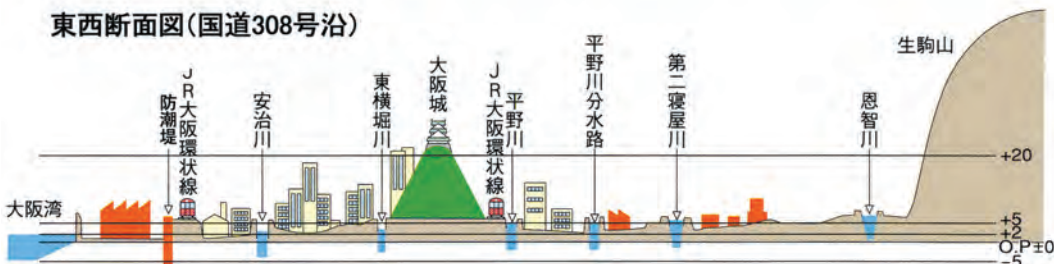 東西断面図(国道308号沿)
生駒山
防潮堤
JR大阪環状線
安治川
東横堀川
大阪城
JR大阪環状線
平野川
平野川分水路
第二寝屋川
恩智川
大阪湾
+20
+5
+2
O.P±0
-5